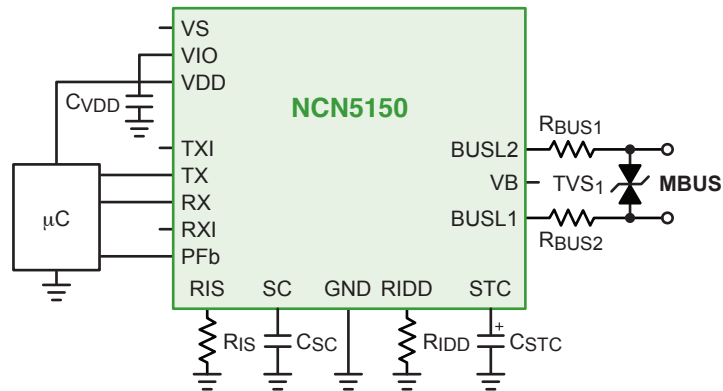 VS
VIO
VDD
CVDD
NCN5150
TXI
TX
RX
RXI
PFb
μC
BUSL2
VB
BUSL1
RBUS1
TVS1
MBUS
RBUS2
RIS
SC
GND
RIDD
STC
RIS
CSC
RIDD
+
CSTC